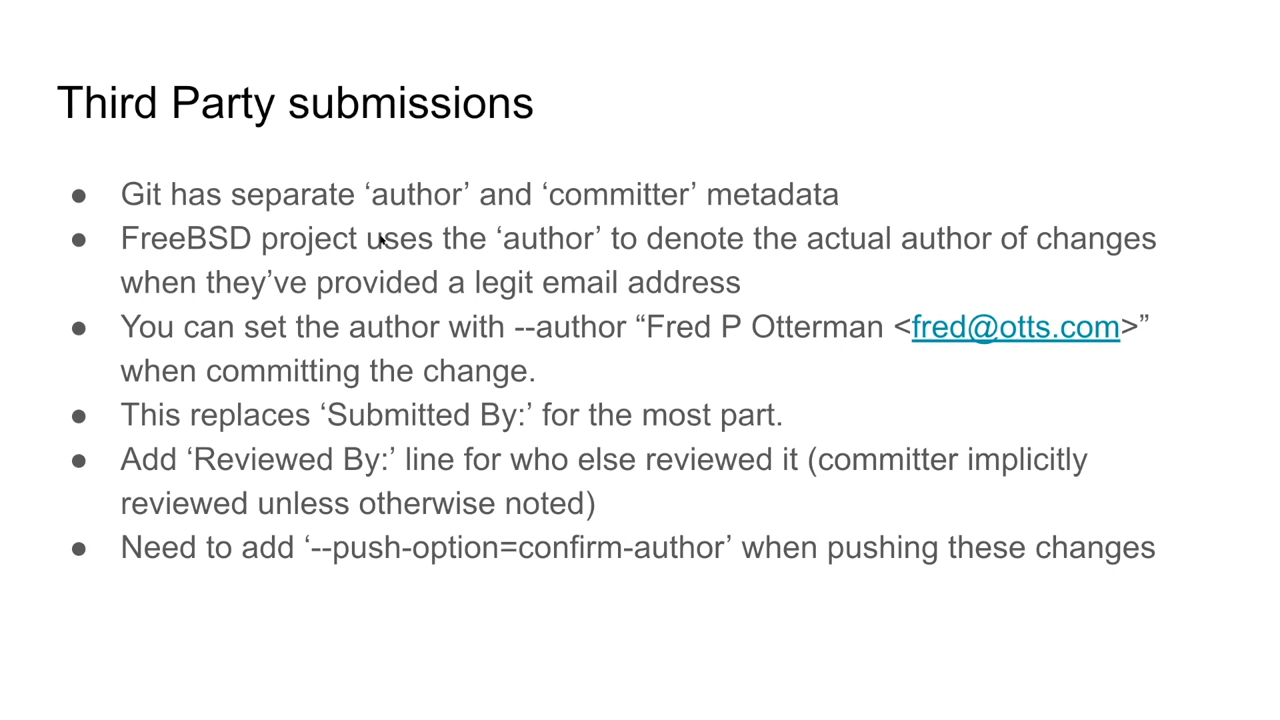 Third Party submissions
● Git has separate ‘author’ and ‘committer’ metadata
● FreeBSD project uses the ‘author’ to denote the actual author of changes
when they’ve provided a legit email address
● You can set the author with --author “Fred P Otterman <fred@otts.com>”
when committing the change.
● This replaces ‘Submitted By:’ for the most part.
● Add ‘Reviewed By:’ line for who else reviewed it (committer implicitly
reviewed unless otherwise noted)
● Need to add ‘--push-option=confirm-author’ when pushing these changes